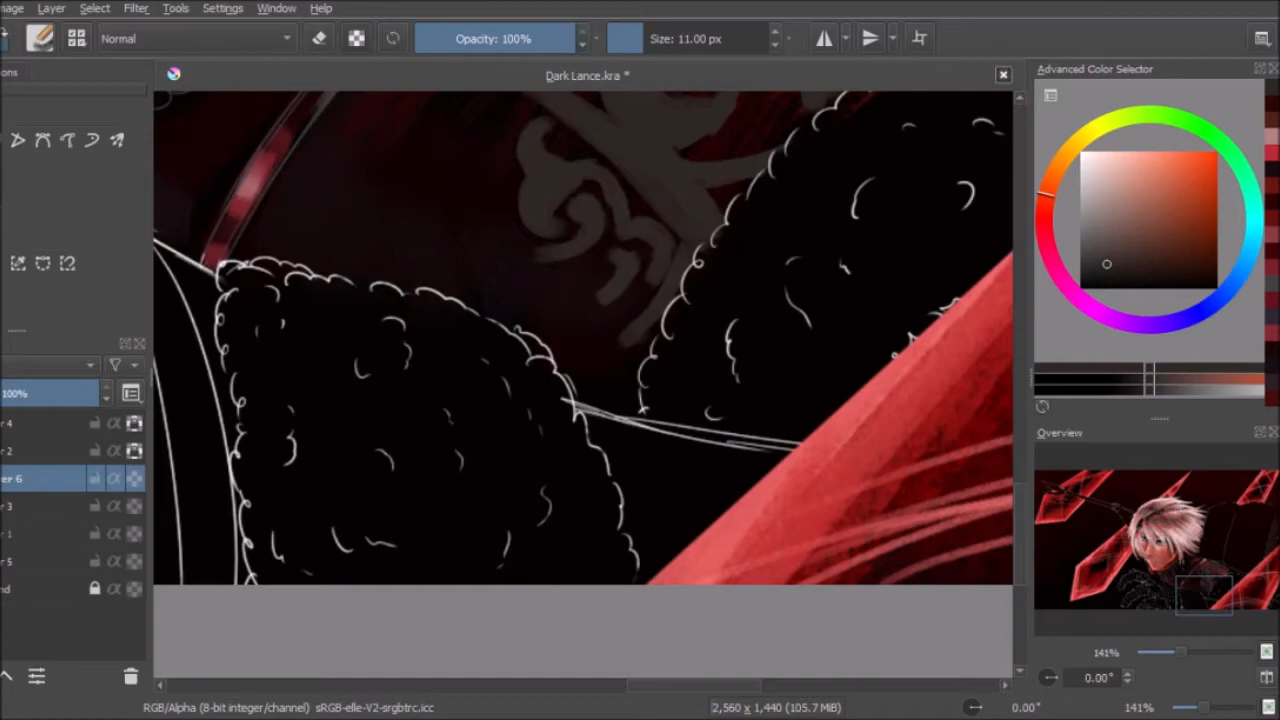 mage Layer Select Filter Tools Settings Window Help
Normal Opacity: 100% Size: 11.00 px
ons Dark Lance.kra * Advanced Color Selector
100%
r 4
r 2
er 6
r 3
r 1
r 5
nd
Overview
141%
0.00°
RGB/Alpha (8-bit integer/channel) sRGB-elle-V2-srgbtrc.icc 2,560 x 1,440 (105.7 MiB) 0.00° 141%